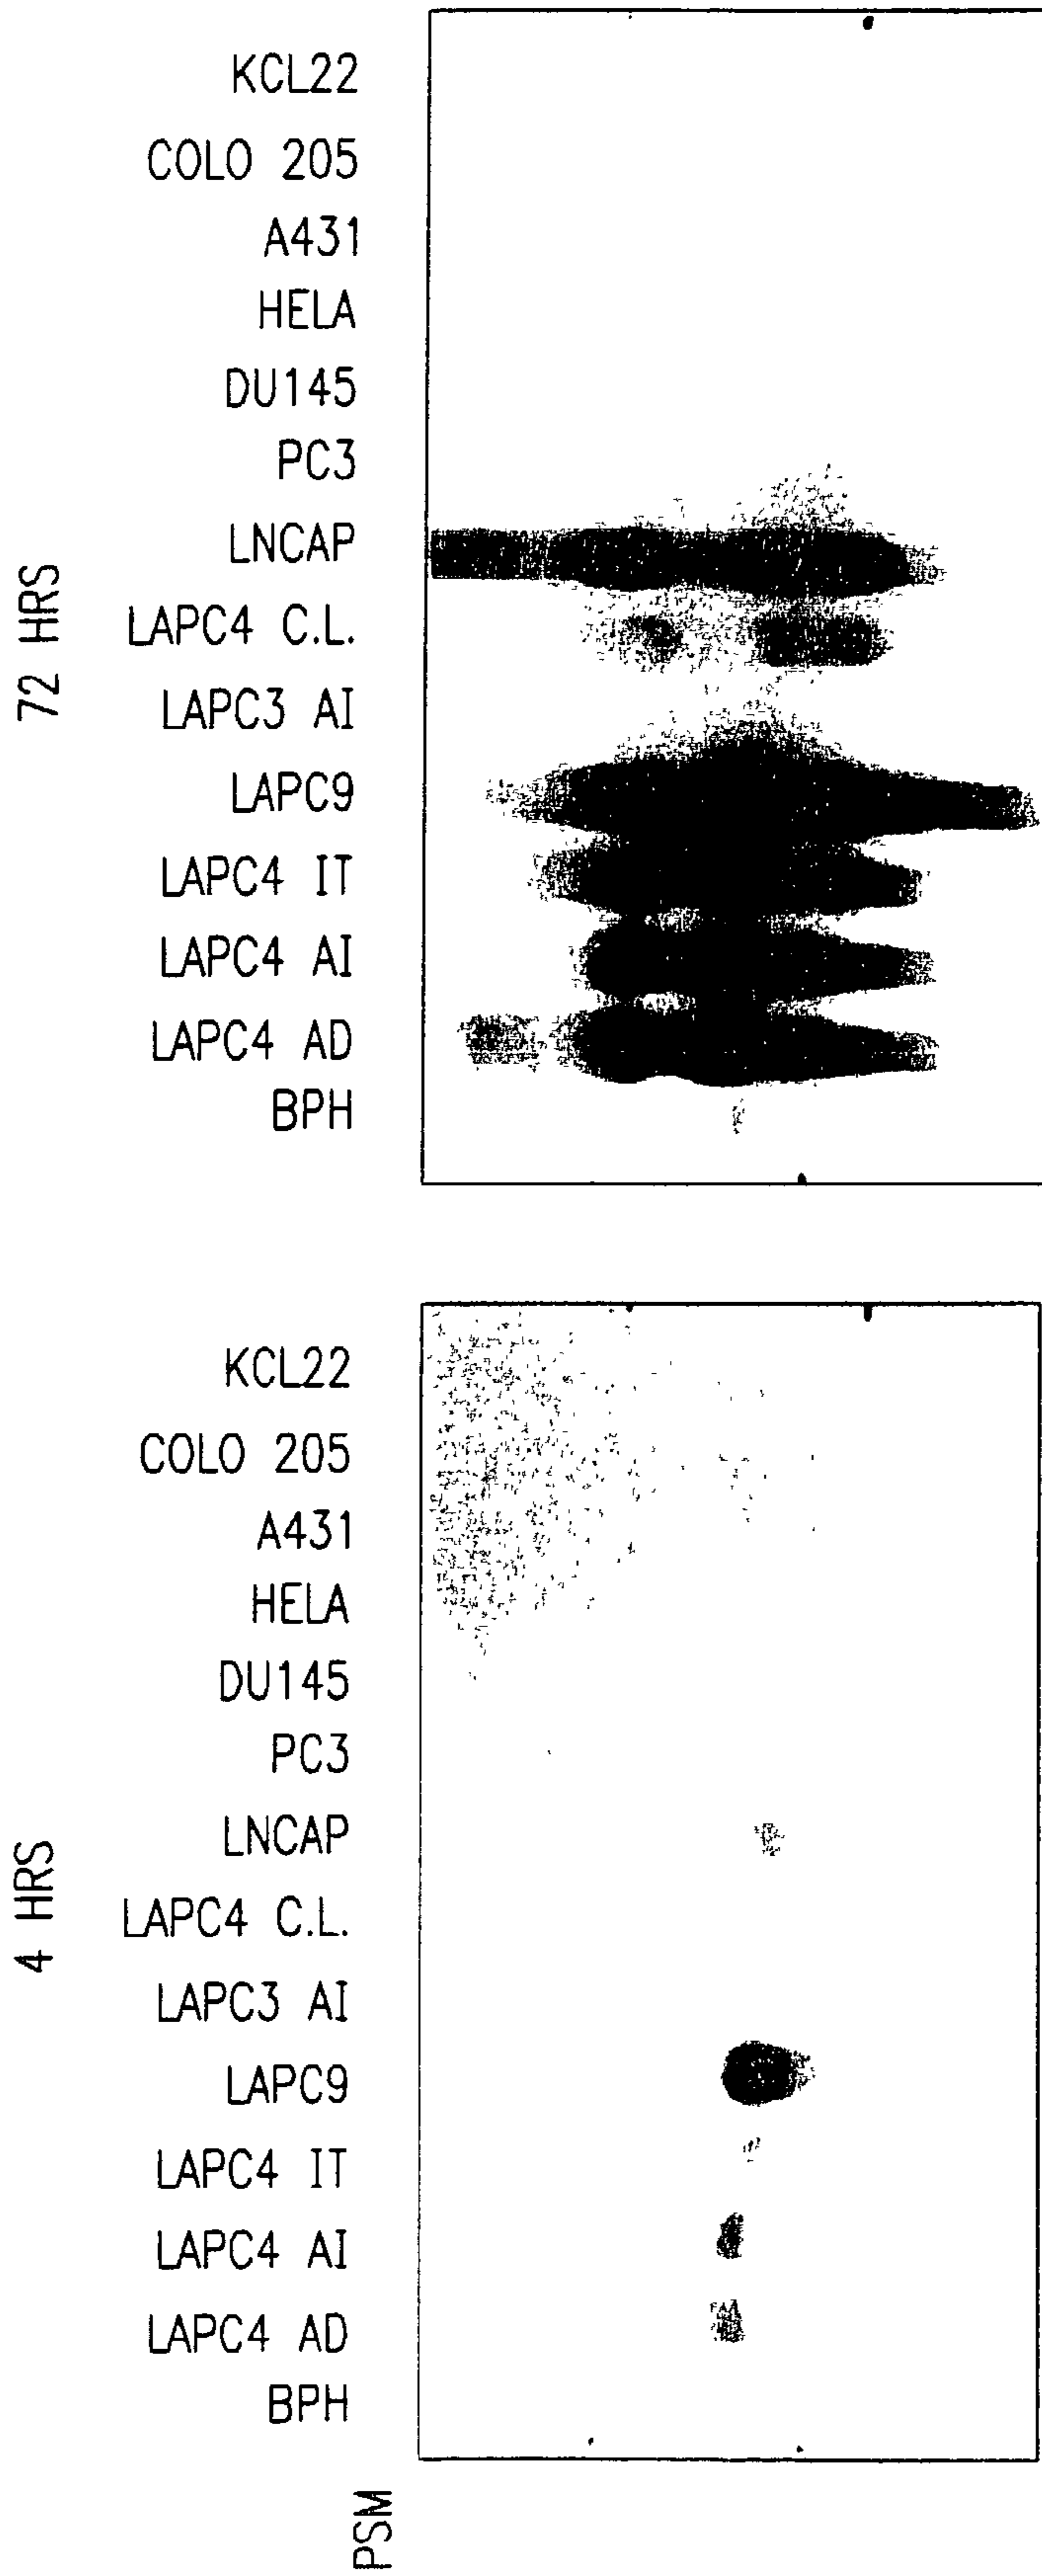 72 HRS
KCL22
COLO 205
A431
HELA
DU145
PC3
LNCAP
LAPC4 C.L.
LAPC3 AI
LAPC9
LAPC4 IT
LAPC4 AI
LAPC4 AD
BPH
4 HRS
KCL22
COLO 205
A431
HELA
DU145
PC3
LNCAP
LAPC4 C.L.
LAPC3 AI
LAPC9
LAPC4 IT
LAPC4 AI
LAPC4 AD
BPH
PSM